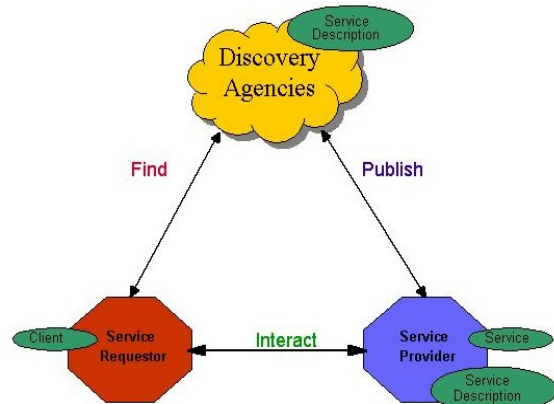 Service
Description
Discovery
Agencies
Find
Publish
Client
Service
Requestor
Interact
Service
Provider
Service
Service
Description